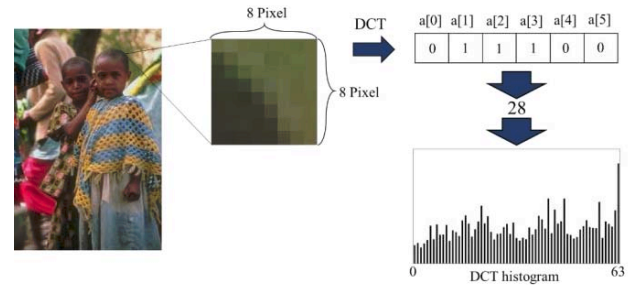 8 Pixel
8 Pixel
DCT
a[0] a[1] a[2] a[3] a[4] a[5]
0 1 1 1 0 0
28
0 63
DCT histogram